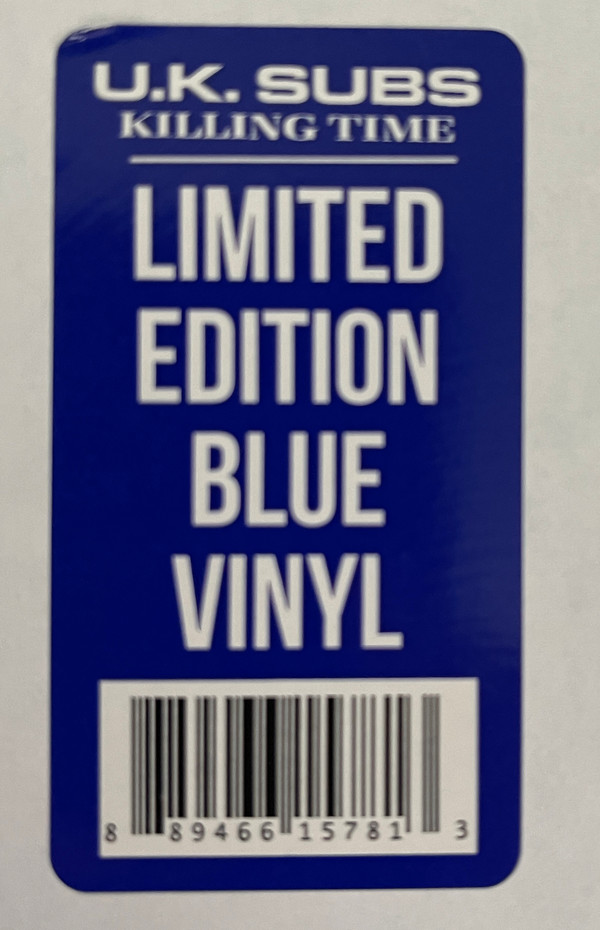 U.K. SUBS
KILLING TIME
LIMITED
EDITION
BLUE
VINYL
8 89466 15781 3